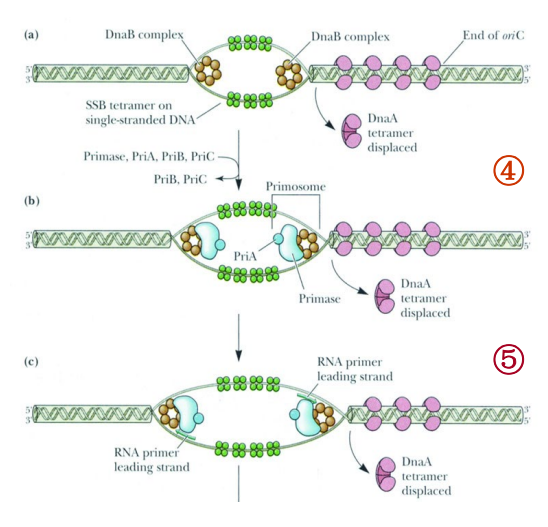 (a)
DnaB complex
DnaB complex
End of oriC
5′
3′
3′
5′
SSB tetramer on
single-stranded DNA
DnaA
tetramer
displaced
Primase, PriA, PriB, PriC
PriB, PriC
④
(b)
Primosome
5′
3′
3′
5′
PriA
Primase
DnaA
tetramer
displaced
⑤
(c)
RNA primer
leading strand
5′
3′
3′
5′
RNA primer
leading strand
DnaA
tetramer
displaced